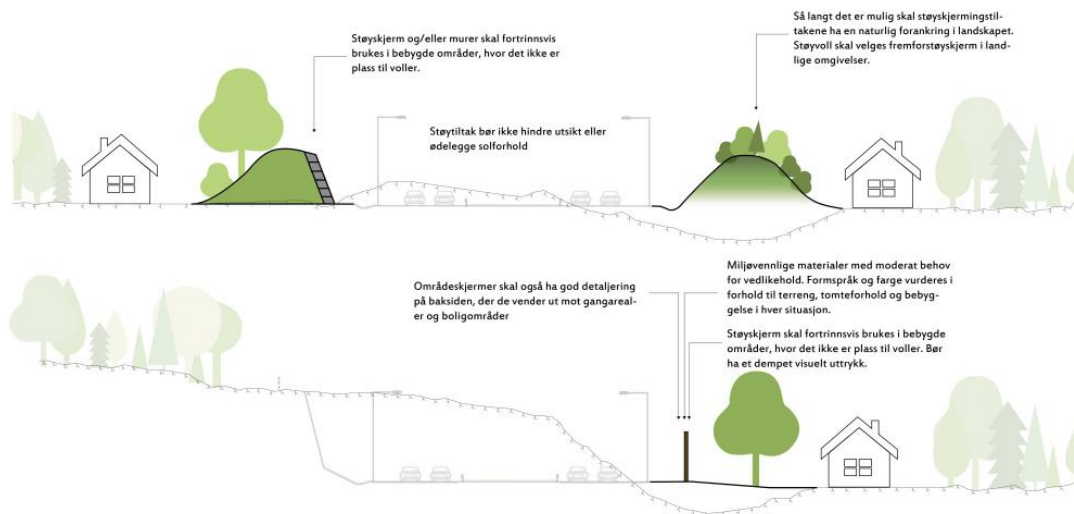 Støyskjerm og/eller murer skal fortrinnsvis
brukes i bebygde områder, hvor det ikke er
plass til voller.
Så langt det er mulig skal støyskjermingstil-
takene ha en naturlig forankring i landskapet.
Støyvoll skal velges fremforstøyskjerm i land-
lige omgivelser.
Støytiltak bør ikke hindre utsikt eller
ødelegge solforhold
Områdeskjermer skal også ha god detaljering
på baksiden, der de vender ut mot gangareal-
er og boligområder
Miljøvennlige materialer med moderat behov
for vedlikehold. Formspråk og farge vurderes i
forhold til terreng, tomteforhold og bebyg-
gelse i hver situasjon.
Støyskjerm skal fortrinnsvis brukes i bebygde
områder, hvor det ikke er plass til voller. Bør
ha et dempet visuelt uttrykk.